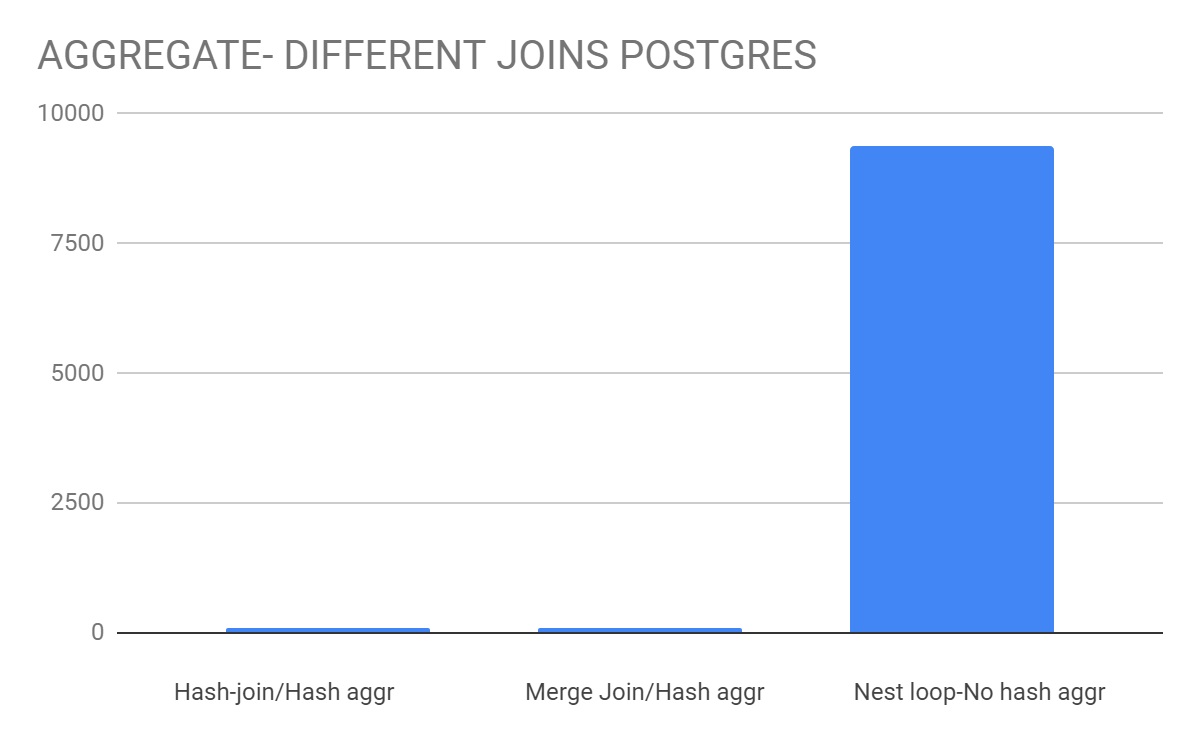 AGGREGATE- DIFFERENT JOINS POSTGRES
10000
7500
5000
2500
0
Hash-join/Hash aggr
Merge Join/Hash aggr
Nest loop-No hash aggr